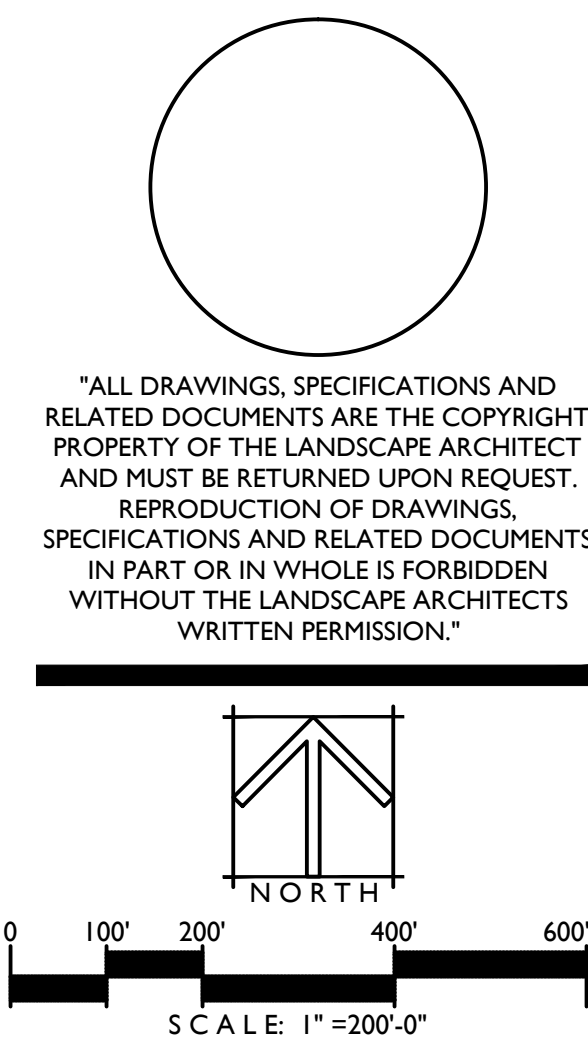 "ALL DRAWINGS, SPECIFICATIONS AND
RELATED DOCUMENTS ARE THE COPYRIGHT
PROPERTY OF THE LANDSCAPE ARCHITECT
AND MUST BE RETURNED UPON REQUEST.
REPRODUCTION OF DRAWINGS,
SPECIFICATIONS AND RELATED DOCUMENTS
IN PART OR IN WHOLE IS FORBIDDEN
WITHOUT THE LANDSCAPE ARCHITECTS
WRITTEN PERMISSION."
NORTH
0 100' 200' 400' 600'
SCALE: 1" =200'-0"